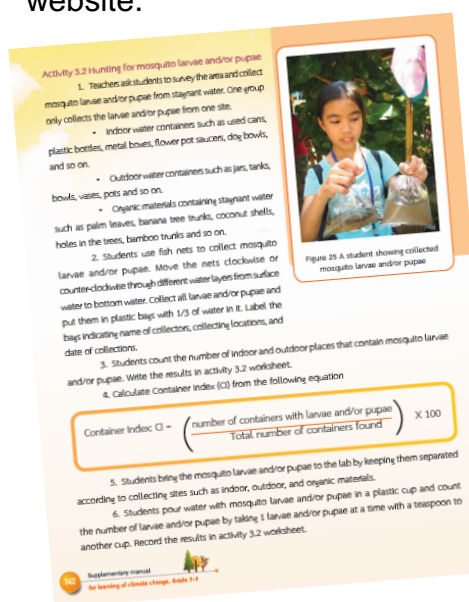 website.
Activity 3.2 Hunting for mosquito larvae and/or pupae
1. Teachers ask students to survey the area and collect
mosquito larvae and/or pupae from stagnant water. One group
only collects the larvae and/or pupae from one site.
• Indoor water containers such as used cans,
plastic bottles, metal boxes, flower pot saucers, dog bowls,
and so on.
• Outdoor water containers such as jars, tanks,
bowls, vases, pots and so on.
• Organic materials containing stagnant water
such as palm leaves, banana tree trunks, coconut shells,
holes in the trees, bamboo trunks and so on.
2. Students use fish nets to collect mosquito
larvae and/or pupae. Move the nets clockwise or
counter-clockwise through different water layers from surface
water to bottom water. Collect all larvae and/or pupae and
put them in plastic bags with 1/3 of water in it. Label the
bags indicating name of collectors, collecting locations, and
date of collections.
Figure 25 A student showing collected
mosquito larvae and/or pupae
3. Students count the number of indoor and outdoor places that contain mosquito larvae
and/or pupae. Write the results in activity 3.2 worksheet.
4. Calculate Container Index (CI) from the following equation
Container Index: CI = (number of containers with larvae and/or pupae) X 100
Total number of containers found
5. Students bring the mosquito larvae and/or pupae to the lab by keeping them separated
according to collecting sites such as indoor, outdoor, and organic materials.
6. Students pour water with mosquito larvae and/or pupae in a plastic cup and count
the number of larvae and/or pupae by taking 1 larvae and/or pupae at a time with a teaspoon to
another cup. Record the results in activity 3.2 worksheet.
142
Supplementary manual
for learning of climate change, Grade 7-9